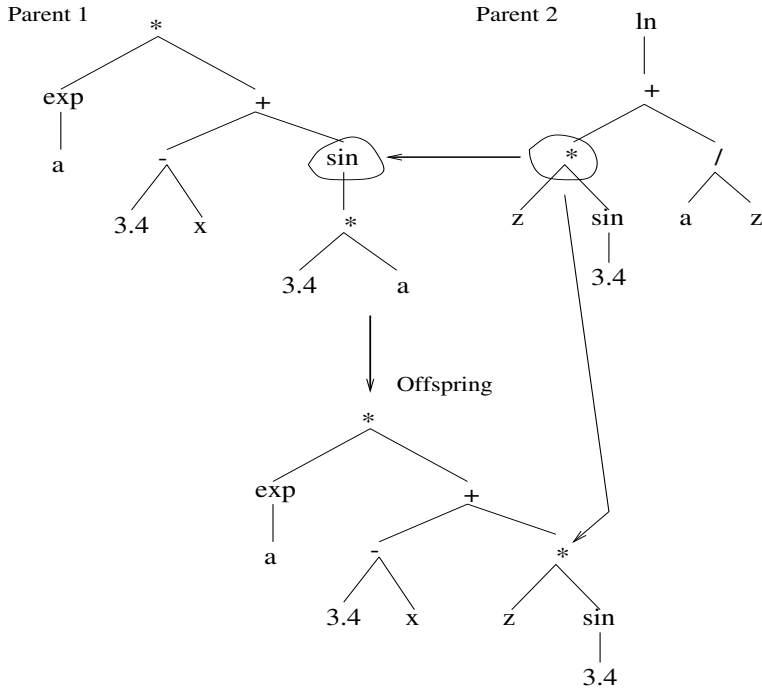 Parent 1
Parent 2
*
ln
exp
+
+
a
-
sin
*
/
3.4
x
*
z
sin
a
z
3.4
a
3.4
Offspring
*
exp
+
a
-
*
3.4
x
z
sin
3.4